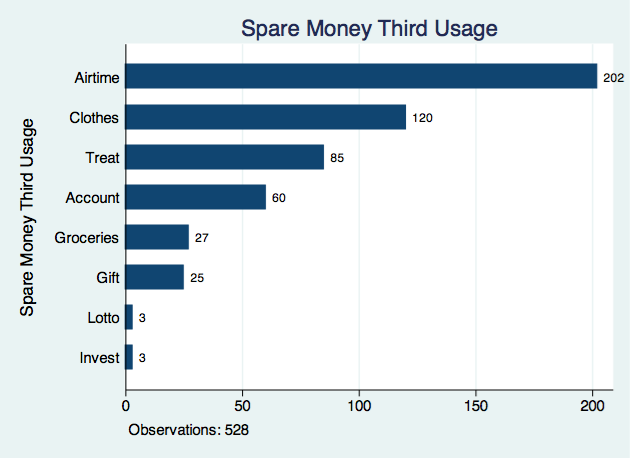 Spare Money Third Usage
Spare Money Third Usage
Airtime 202
Clothes 120
Treat 85
Account 60
Groceries 27
Gift 25
Lotto 3
Invest 3
0 50 100 150 200
Observations: 528